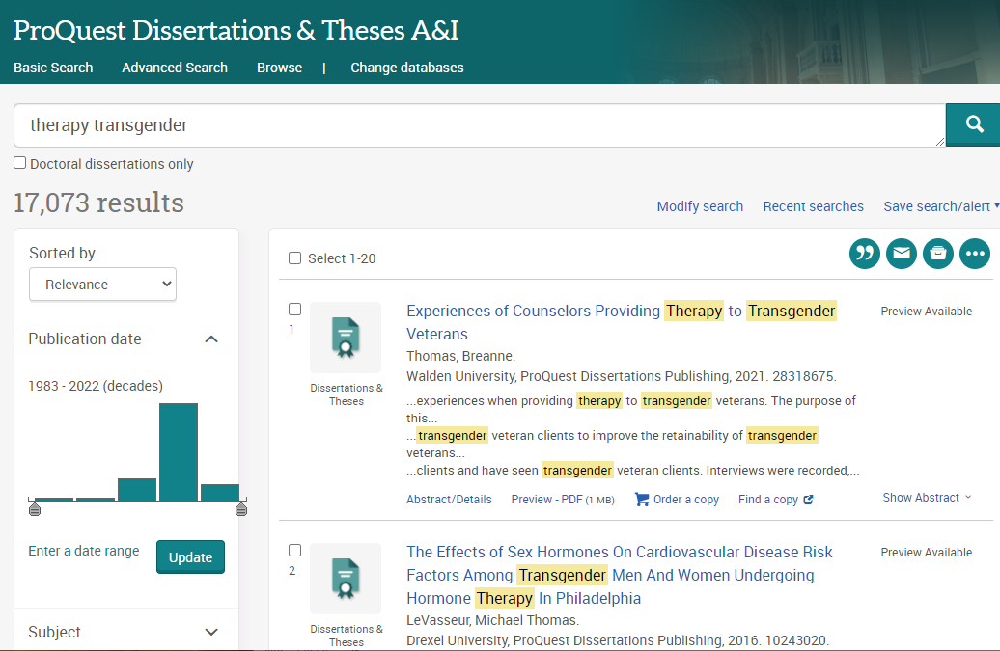 ProQuest Dissertations & Theses A&I
Basic Search Advanced Search Browse | Change databases
therapy transgender
Doctoral dissertations only
17,073 results
Modify search Recent searches Save search/alert
Sorted by
Relevance
Publication date
1983 - 2022 (decades)
Enter a date range Update
Subject
Select 1-20
1
Dissertations &
Theses
Experiences of Counselors Providing Therapy to Transgender
Veterans
Preview Available
Thomas, Breanne.
Walden University, ProQuest Dissertations Publishing, 2021. 28318675.
...experiences when providing therapy to transgender veterans. The purpose of
this...
...transgender veteran clients to improve the retainability of transgender
veterans...
...clients and have seen transgender veteran clients. Interviews were recorded,...
Abstract/Details Preview - PDF (1 MB) Order a copy Find a copy Show Abstract
2
Dissertations &
Theses
The Effects of Sex Hormones On Cardiovascular Disease Risk
Factors Among Transgender Men And Women Undergoing
Hormone Therapy In Philadelphia
Preview Available
LeVasseur, Michael Thomas.
Drexel University, ProQuest Dissertations Publishing, 2016. 10243020.